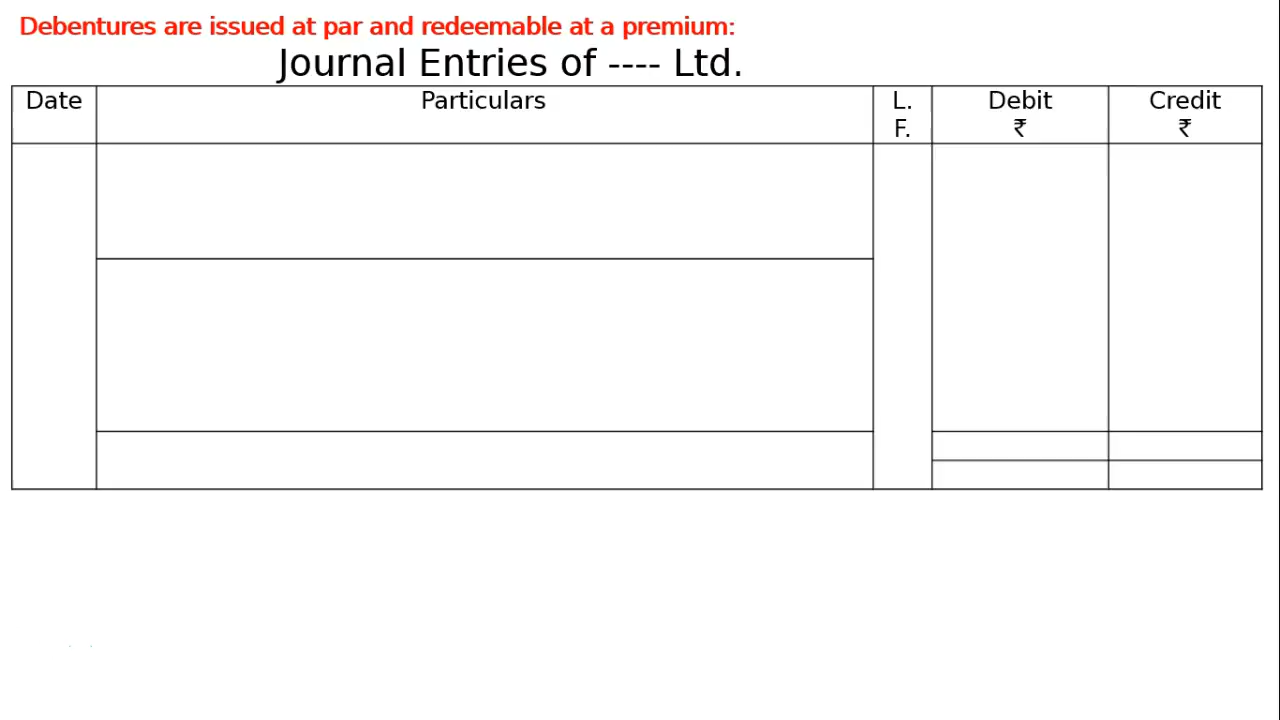 Debentures are issued at par and redeemable at a premium:
Journal Entries of ---- Ltd.
Date Particulars L. Debit Credit
F. ₹ ₹